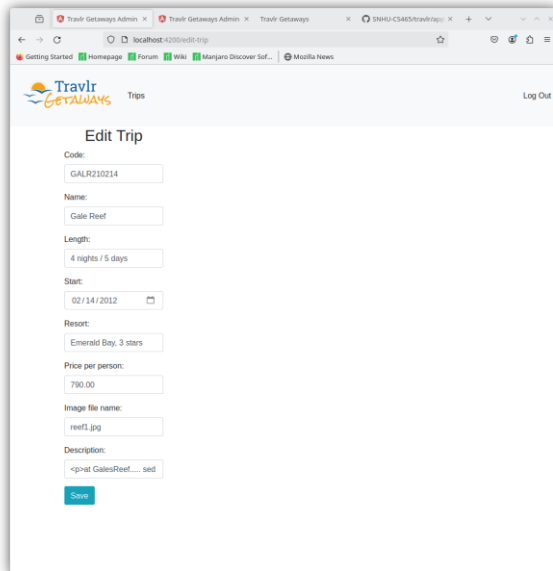 Travlr Getaways Admin
Travlr Getaways Admin
Travlr Getaways
SNHU-CS465/travlr/app
localhost:4200/edit-trip
Getting Started
Homepage
Forum
Wiki
Manjaro Discover Sof...
Mozilla News
Travlr
GETAWAYS
Trips
Log Out
Edit Trip
Code:
GALR210214
Name:
Gale Reef
Length:
4 nights / 5 days
Start:
02/14/2012
Resort:
Emerald Bay, 3 stars
Price per person:
790.00
Image file name:
reef1.jpg
Description:
<p>at GalesReef..... sed
Save